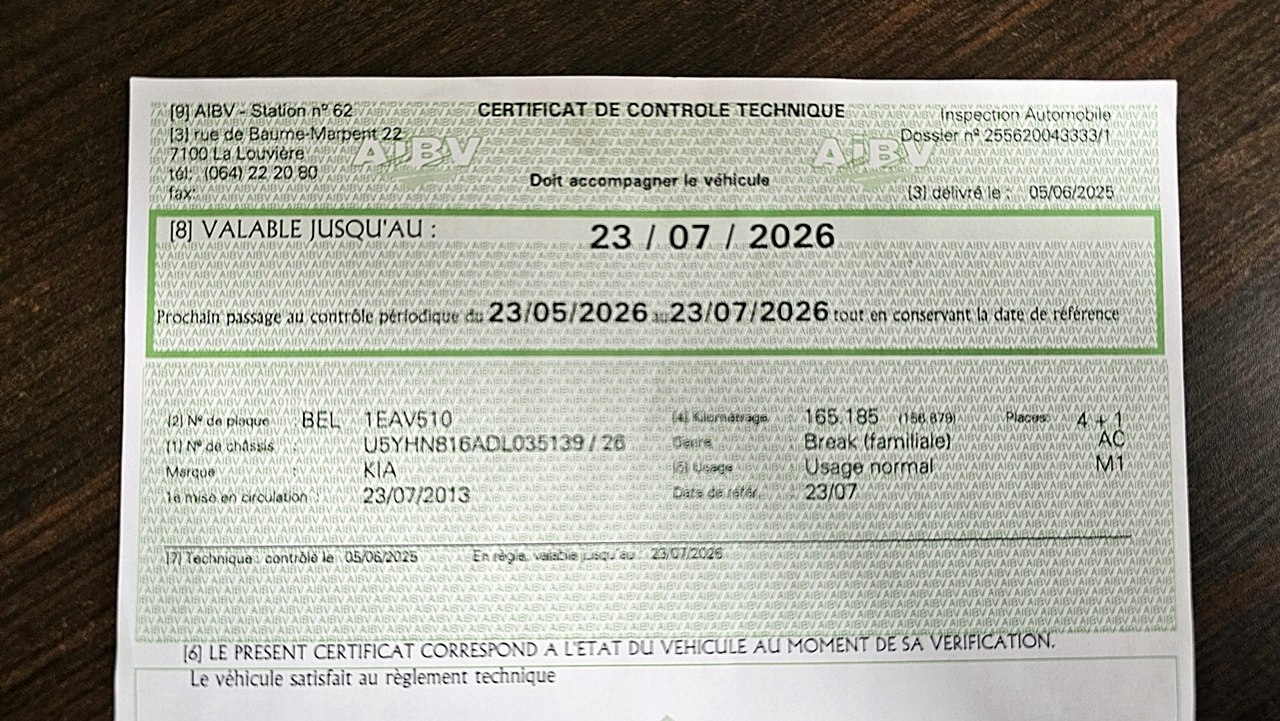 [9] AIBV - Station nº 62
CERTIFICAT DE CONTROLE TECHNIQUE
Inspection Automobile
[3] rue de Baume-Marpent 22
Dossier nº 255620043333/1
7100 La Louvière
AIBV
AIBV
tél: (064) 22 20 80
Doit accompagner le véhicule
fax:
[3] délivré le : 05/06/2025
[8] VALABLE JUSQU'AU : 23 / 07 / 2026
Prochain passage au contrôle périodique du 23/05/2026 au 23/07/2026 tout en conservant la date de référence
[2] Nº de plaque BEL 1EAV510 [4] Kilométrage 165.185 (156.879) Places: 4 + 1
[1] Nº de châssis : U5YHN816ADL035139 / 26 Genre : Break (familiale) AC
Marque : KIA [5] Usage : Usage normal M1
1e mise en circulation : 23/07/2013 Date de référ. : 23/07
[7] Technique : contrôlé le 05/06/2025 En règle, valable jusqu'au : 23/07/2026
[6] LE PRESENT CERTIFICAT CORRESPOND A L'ETAT DU VEHICULE AU MOMENT DE SA VERIFICATION.
Le véhicule satisfait au règlement technique